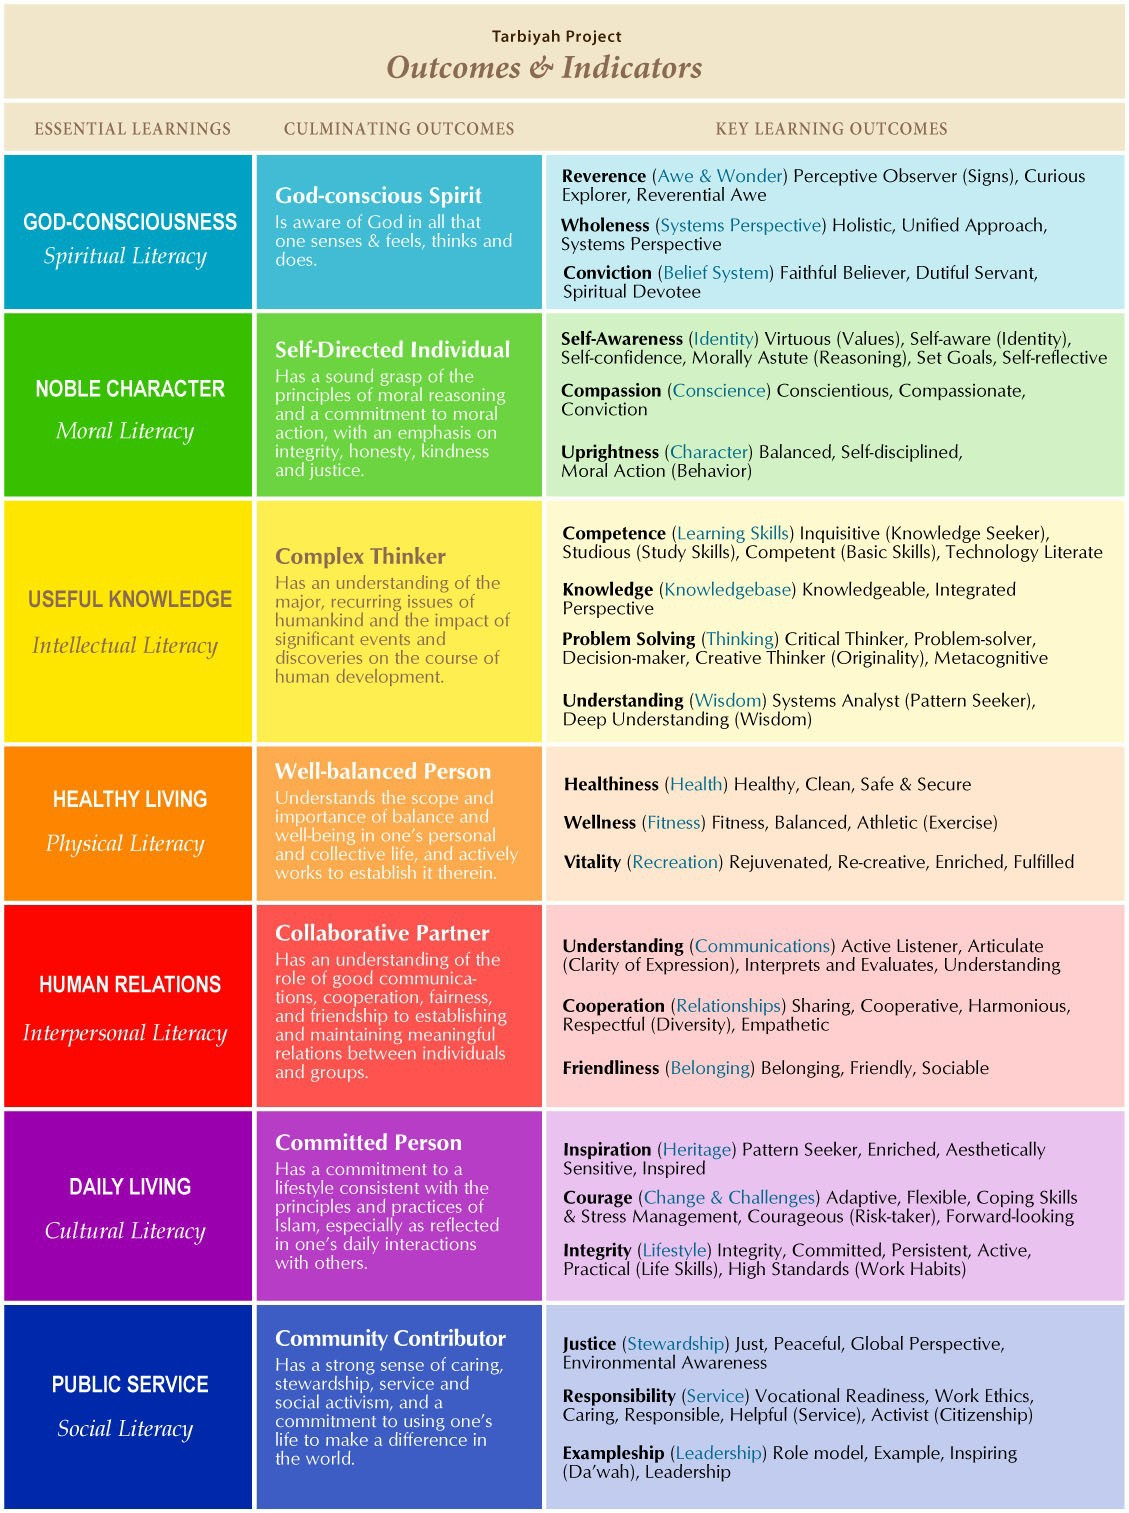 Tarbiyah Project
Outcomes & Indicators
ESSENTIAL LEARNINGS
CULMINATING OUTCOMES
KEY LEARNING OUTCOMES
GOD-CONSCIOUSNESS
Spiritual Literacy
God-conscious Spirit
Is aware of God in all that
one senses & feels, thinks and
does.
Reverence (Awe & Wonder) Perceptive Observer (Signs), Curious
Explorer, Reverential Awe
Wholeness (Systems Perspective) Holistic, Unified Approach,
Systems Perspective
Conviction (Belief System) Faithful Believer, Dutiful Servant,
Spiritual Devotee
NOBLE CHARACTER
Moral Literacy
Self-Directed Individual
Has a sound grasp of the
principles of moral reasoning
and a commitment to moral
action, with an emphasis on
integrity, honesty, kindness
and justice.
Self-Awareness (Identity) Virtuous (Values), Self-aware (Identity),
Self-confidence, Morally Astute (Reasoning), Set Goals, Self-reflective
Compassion (Conscience) Conscientious, Compassionate,
Conviction
Uprightness (Character) Balanced, Self-disciplined,
Moral Action (Behavior)
USEFUL KNOWLEDGE
Intellectual Literacy
Complex Thinker
Has an understanding of the
major, recurring issues of
humankind and the impact of
significant events and
discoveries on the course of
human development.
Competence (Learning Skills) Inquisitive (Knowledge Seeker),
Studious (Study Skills), Competent (Basic Skills), Technology Literate
Knowledge (Knowledgebase) Knowledgeable, Integrated
Perspective
Problem Solving (Thinking) Critical Thinker, Problem-solver,
Decision-maker, Creative Thinker (Originality), Metacognitive
Understanding (Wisdom) Systems Analyst (Pattern Seeker),
Deep Understanding (Wisdom)
HEALTHY LIVING
Physical Literacy
Well-balanced Person
Understands the scope and
importance of balance and
well-being in one's personal
and collective life, and actively
works to establish it therein.
Healthiness (Health) Healthy, Clean, Safe & Secure
Wellness (Fitness) Fitness, Balanced, Athletic (Exercise)
Vitality (Recreation) Rejuvenated, Re-creative, Enriched, Fulfilled
HUMAN RELATIONS
Interpersonal Literacy
Collaborative Partner
Has an understanding of the
role of good communica-
tions, cooperation, fairness,
and friendship to establishing
and maintaining meaningful
relations between individuals
and groups.
Understanding (Communications) Active Listener, Articulate
(Clarity of Expression), Interprets and Evaluates, Understanding
Cooperation (Relationships) Sharing, Cooperative, Harmonious,
Respectful (Diversity), Empathetic
Friendliness (Belonging) Belonging, Friendly, Sociable
DAILY LIVING
Cultural Literacy
Committed Person
Has a commitment to a
lifestyle consistent with the
principles and practices of
Islam, especially as reflected
in one's daily interactions
with others.
Inspiration (Heritage) Pattern Seeker, Enriched, Aesthetically
Sensitive, Inspired
Courage (Change & Challenges) Adaptive, Flexible, Coping Skills
& Stress Management, Courageous (Risk-taker), Forward-looking
Integrity (Lifestyle) Integrity, Committed, Persistent, Active,
Practical (Life Skills), High Standards (Work Habits)
PUBLIC SERVICE
Social Literacy
Community Contributor
Has a strong sense of caring,
stewardship, service and
social activism, and a
commitment to using one's
life to make a difference in
the world.
Justice (Stewardship) Just, Peaceful, Global Perspective,
Environmental Awareness
Responsibility (Service) Vocational Readiness, Work Ethics,
Caring, Responsible, Helpful (Service), Activist (Citizenship)
Exampleship (Leadership) Role model, Example, Inspiring
(Da'wah), Leadership